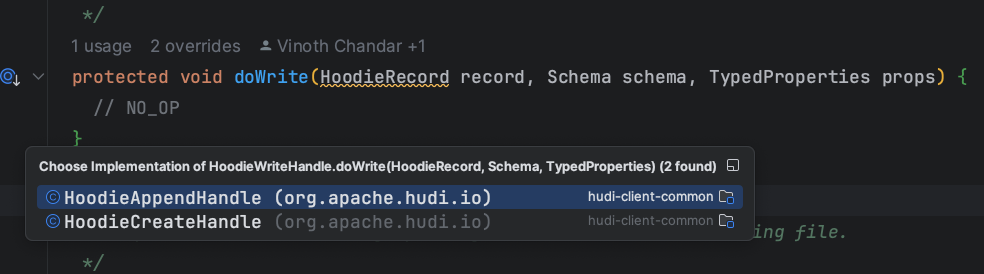 */
1 usage 2 overrides Vinoth Chandar +1
protected void doWrite(HoodieRecord record, Schema schema, TypedProperties props) {
// NO_OP
}
Choose Implementation of HoodieWriteHandle.doWrite(HoodieRecord, Schema, TypedProperties) (2 found)
HoodieAppendHandle (org.apache.hudi.io) hudi-client-common
HoodieCreateHandle (org.apache.hudi.io) hudi-client-common
file.
*/